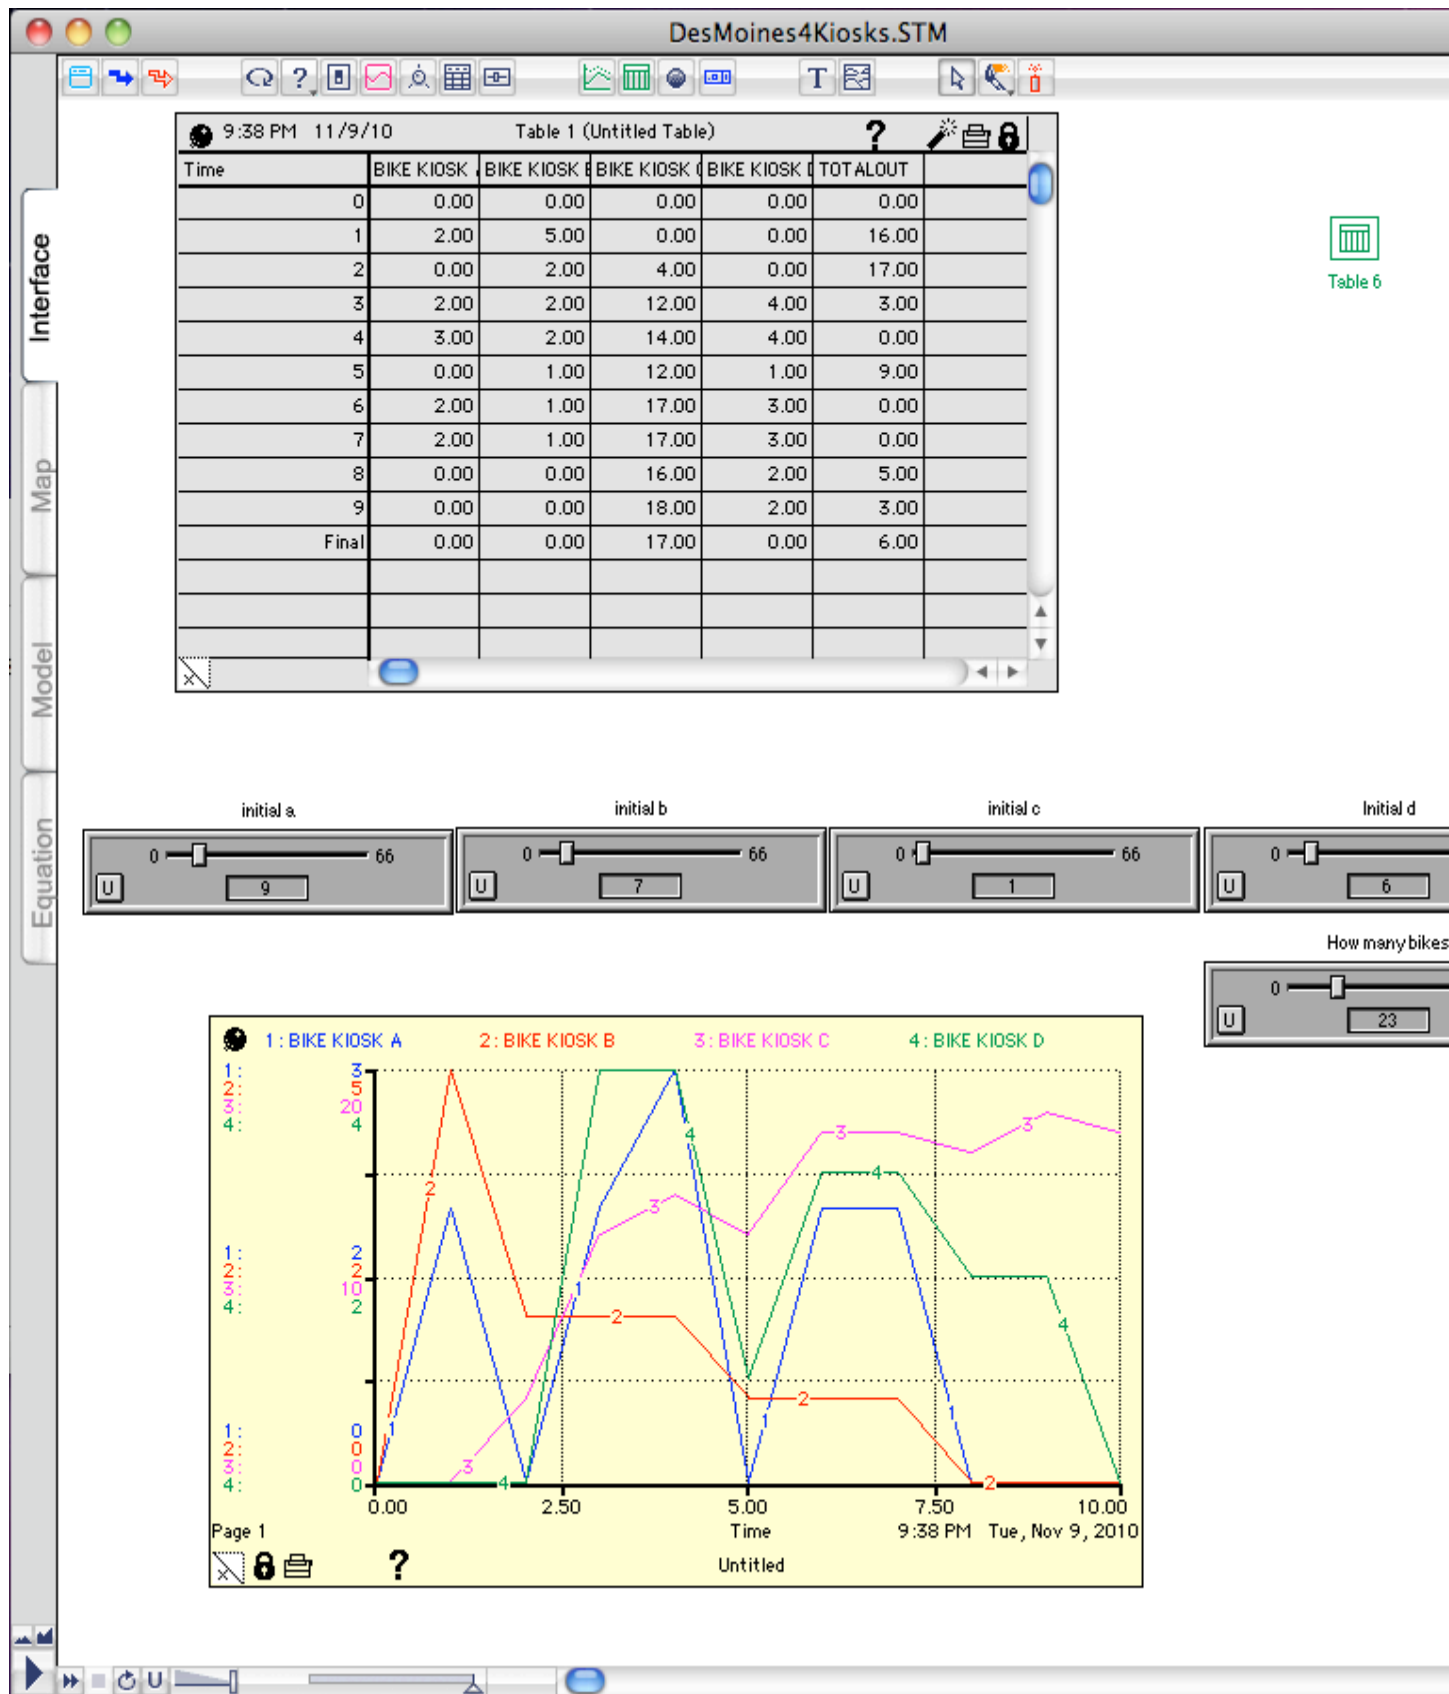 DesMoines4Kiosks.STM
Interface
Map
Model
Equation
9:38 PM 11/9/10 Table 1 (Untitled Table) ?
Time BIKE KIOSK BIKE KIOSK BIKE KIOSK BIKE KIOSK TOTALOUT
0 0.00 0.00 0.00 0.00 0.00
1 2.00 5.00 0.00 0.00 16.00
2 0.00 2.00 4.00 0.00 17.00
3 2.00 2.00 12.00 4.00 3.00
4 3.00 2.00 14.00 4.00 0.00
5 0.00 1.00 12.00 1.00 9.00
6 2.00 1.00 17.00 3.00 0.00
7 2.00 1.00 17.00 3.00 0.00
8 0.00 0.00 16.00 2.00 5.00
9 0.00 0.00 18.00 2.00 3.00
Final 0.00 0.00 17.00 0.00 6.00
Table 6
initial a
0 66
U 9
initial b
0 66
U 7
initial c
0 66
U 1
Initial d
0
U 6
How many bikes
0
U 23
1: BIKE KIOSK A 2: BIKE KIOSK B 3: BIKE KIOSK C 4: BIKE KIOSK D
1: 3
2: 5
3: 20
4: 4
1: 2
2: 2
3: 10
4: 2
1: 0
2: 0
3: 0
4: 0
0.00 2.50 5.00 7.50 10.00
Page 1 Time 9:38 PM Tue, Nov 9, 2010
? Untitled
U